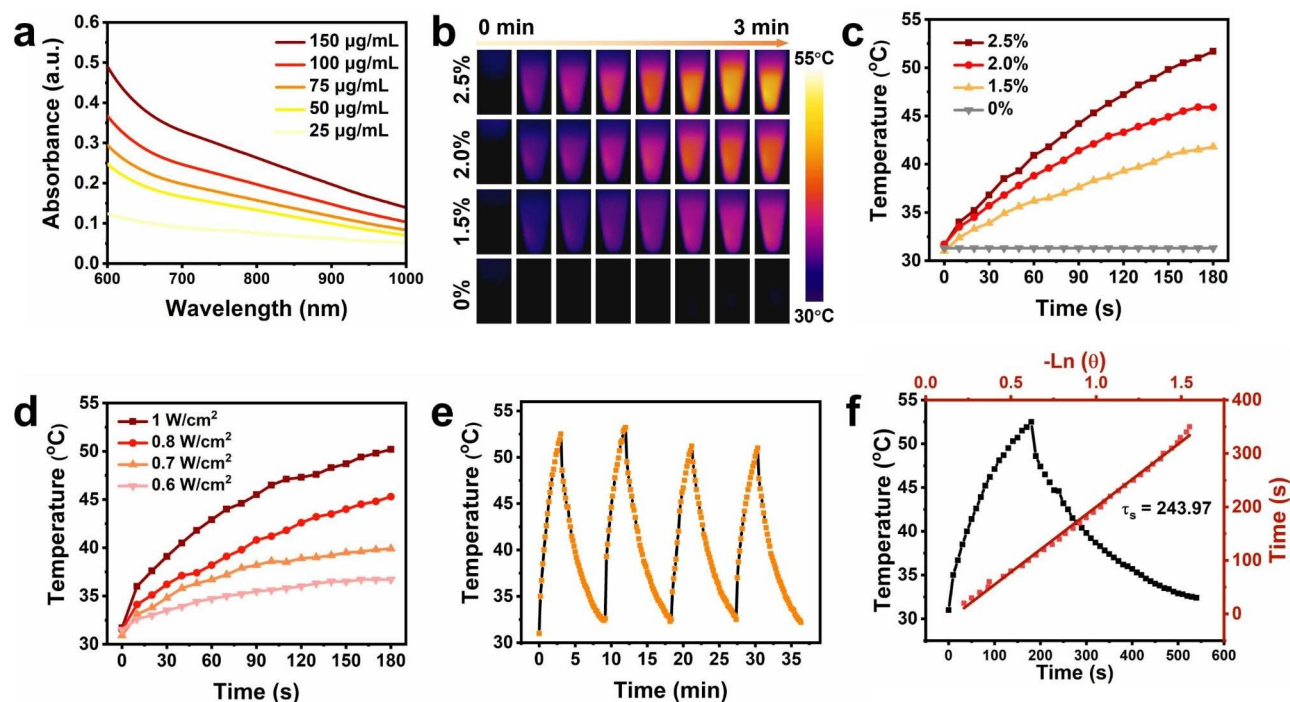 a
Absorbance (a.u.)
0.6
0.5
0.4
0.3
0.2
0.1
0.0
150 µg/mL
100 µg/mL
75 µg/mL
50 µg/mL
25 µg/mL
600
700
800
900
1000
Wavelength (nm)
b
0 min
3 min
2.5%
2.0%
1.5%
0%
55°C
30°C
c
Temperature (°C)
55
50
45
40
35
30
2.5%
2.0%
1.5%
0%
0
30
60
90
120
150
180
Time (s)
d
Temperature (°C)
55
50
45
40
35
30
1 W/cm²
0.8 W/cm²
0.7 W/cm²
0.6 W/cm²
0
30
60
90
120
150
180
Time (s)
e
Temperature (°C)
55
50
45
40
35
30
0
5
10
15
20
25
30
35
Time (min)
f
-Ln (θ)
0.0
0.5
1.0
1.5
Temperature (°C)
55
50
45
40
35
30
τs = 243.97
400
300
200
100
0
Time (s)
0
100
200
300
400
500
600
Time (s)